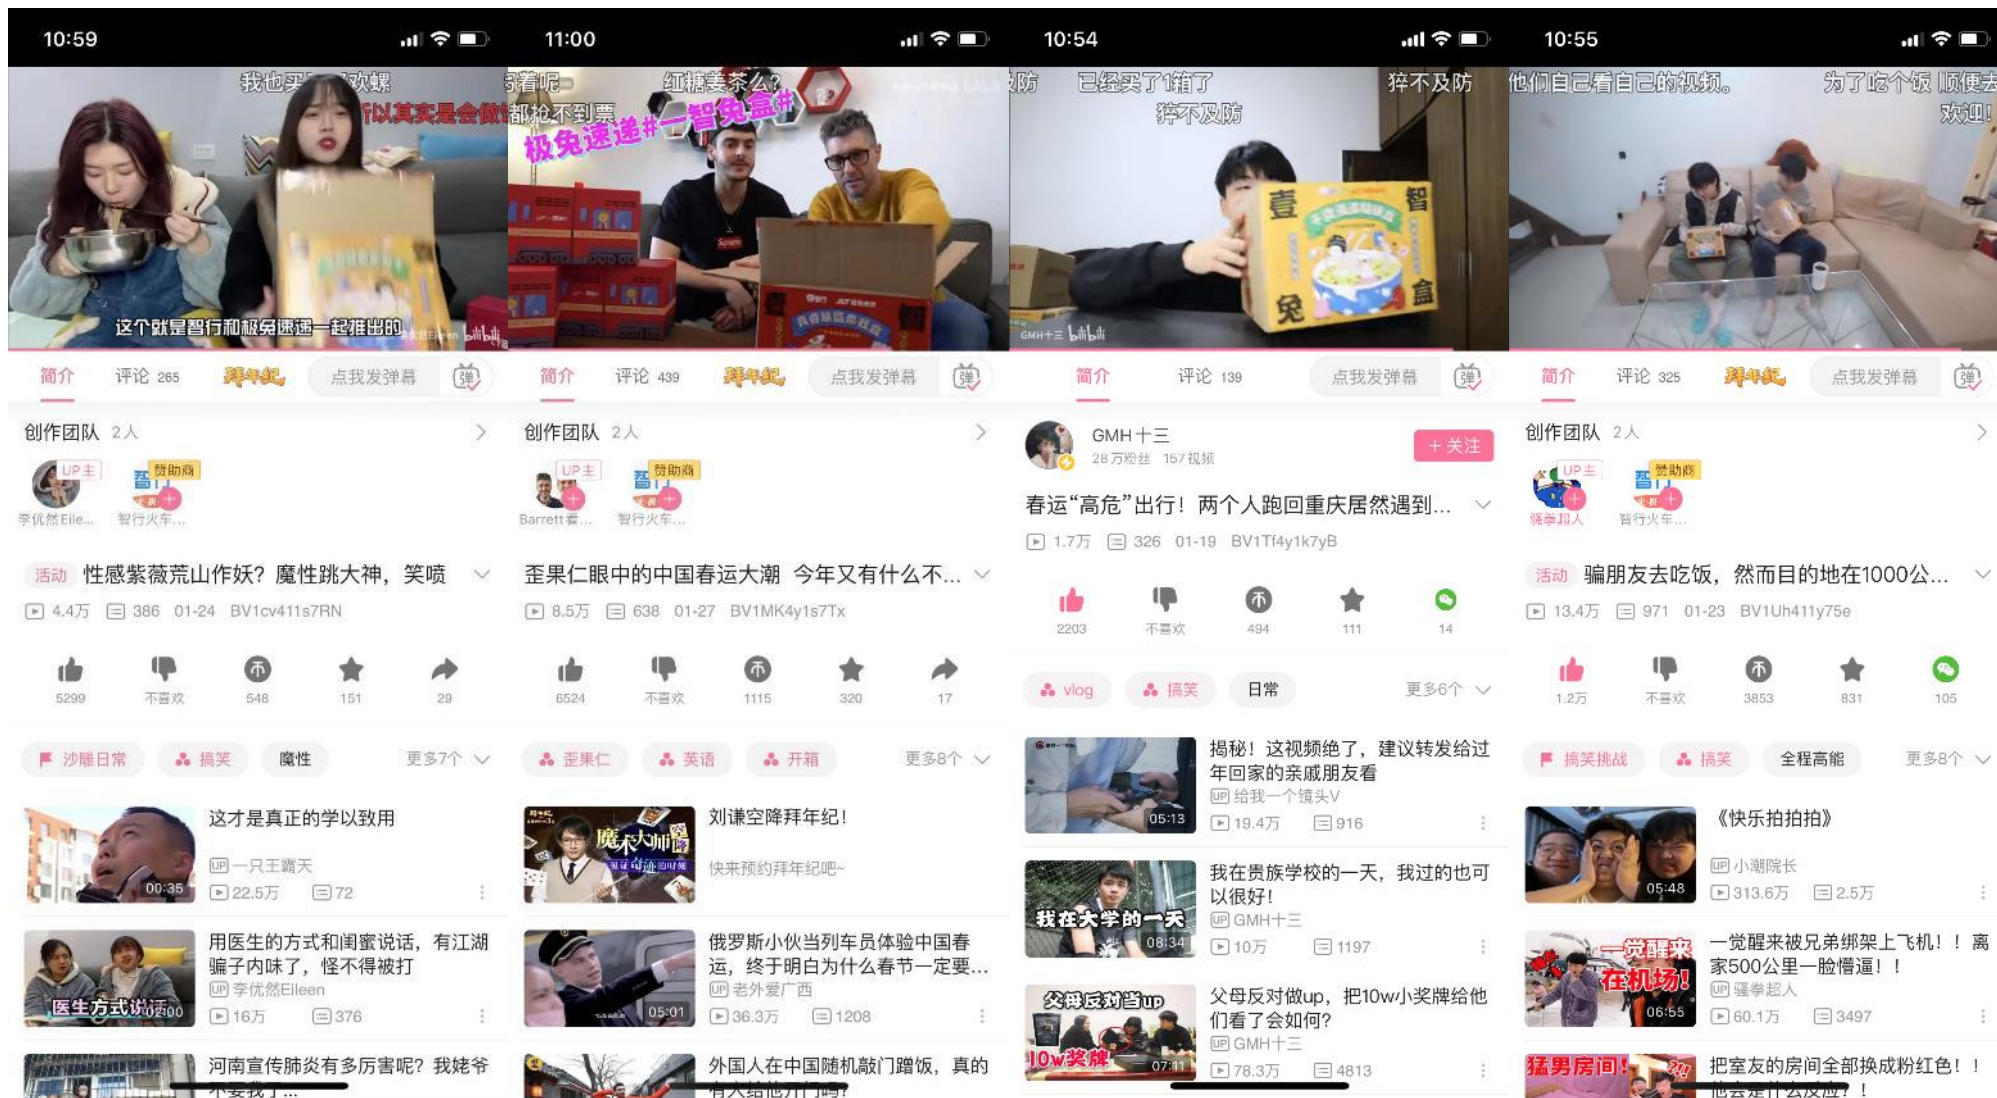 10:59
我也买
欢螺
所以其实是会做
这个就是智行和极兔速递一起推出的
bilibili
简介
评论 265
拜年纪
点我发弹幕
弹
创作团队 2人
UP主
赞助商
李优然Eile...
智行火车...
活动 性感紫薇荒山作妖？魔性跳大神，笑喷
4.4万 386 01-24 BV1cv411s7RN
5299 不喜欢 548 151 29
沙雕日常 搞笑 魔性 更多7个
这才是真正的学以致用
UP 一只王霸天
00:35
22.5万 72
用医生的方式和闺蜜说话，有江湖
骗子内味了，怪不得被打
UP 李优然Eileen
医生方式说话
02:00
16万 376
河南宣传肺炎有多厉害呢？我姥爷
11:00
红糖姜茶么？
都抢不到票
极兔速递#一智兔盒#
Supreme
简介
评论 439
拜年纪
点我发弹幕
弹
创作团队 2人
UP主
赞助商
Barrett看...
智行火车...
歪果仁眼中的中国春运大潮 今年又有什么不...
8.5万 638 01-27 BV1MK4y1s7Tx
6524 不喜欢 1115 320 17
歪果仁 英语 开箱 更多8个
刘谦空降拜年纪！
魔术大师
快来预约拜年纪吧~
俄罗斯小伙当列车员体验中国春
运，终于明白为什么春节一定要...
UP 老外爱广西
05:01
36.3万 1208
外国人在中国随机敲门蹭饭，真的
10:54
及防
已经买了1箱了
猝不及防
猝不及防
壹
智
兔
盒
GMH十三 bilibili
简介
评论 139
点我发弹幕
弹
GMH十三
28万粉丝 157视频
+ 关注
春运“高危”出行！两个人跑回重庆居然遇到...
1.7万 326 01-19 BV1Tf4y1k7yB
2203 不喜欢 494 111 14
vlog 搞笑 日常 更多6个
揭秘！这视频绝了，建议转发给过
年回家的亲戚朋友看
UP 给我一个镜头V
05:13
19.4万 916
我在贵族学校的一天，我过的也可
以很好！
UP GMH十三
我在大学的一天
08:34
10万 1197
父母反对做up，把10w小奖牌给他
们看了会如何？
UP GMH十三
父母反对当up
10w奖牌
07:11
78.3万 4813
10:55
他们自己看自己的视频。
为了吃个饭 顺便去
欢迎！
简介
评论 325
拜年纪
点我发弹幕
弹
创作团队 2人
UP主
赞助商
骚拳超人
智行火车...
活动 骗朋友去吃饭，然而目的地在1000公...
13.4万 971 01-23 BV1Uh411y75e
1.2万 不喜欢 3853 831 105
搞笑挑战 搞笑 全程高能 更多8个
《快乐拍拍拍》
UP 小潮院长
05:48
313.6万 2.5万
一觉醒来被兄弟绑架上飞机！！离
家500公里一脸懵逼！！
UP 骚拳超人
一觉醒来
在机场!
06:55
60.1万 3497
猛男房间!
把室友的房间全部换成粉红色！！